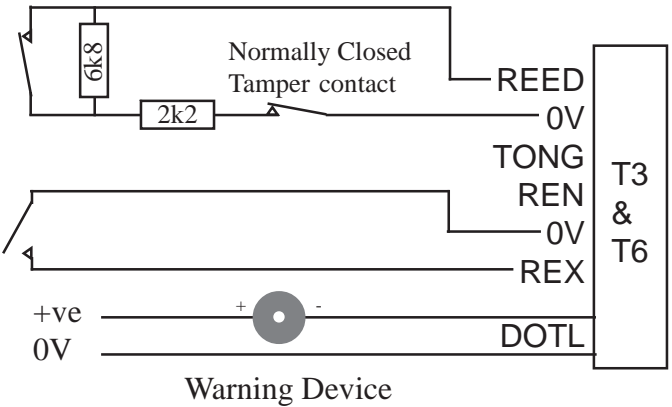 6k8
Normally Closed
Tamper contact
REED
2k2
0V
TONG
REN
T3
&
T6
0V
REX
+ve
+
-
0V
DOTL
Warning Device